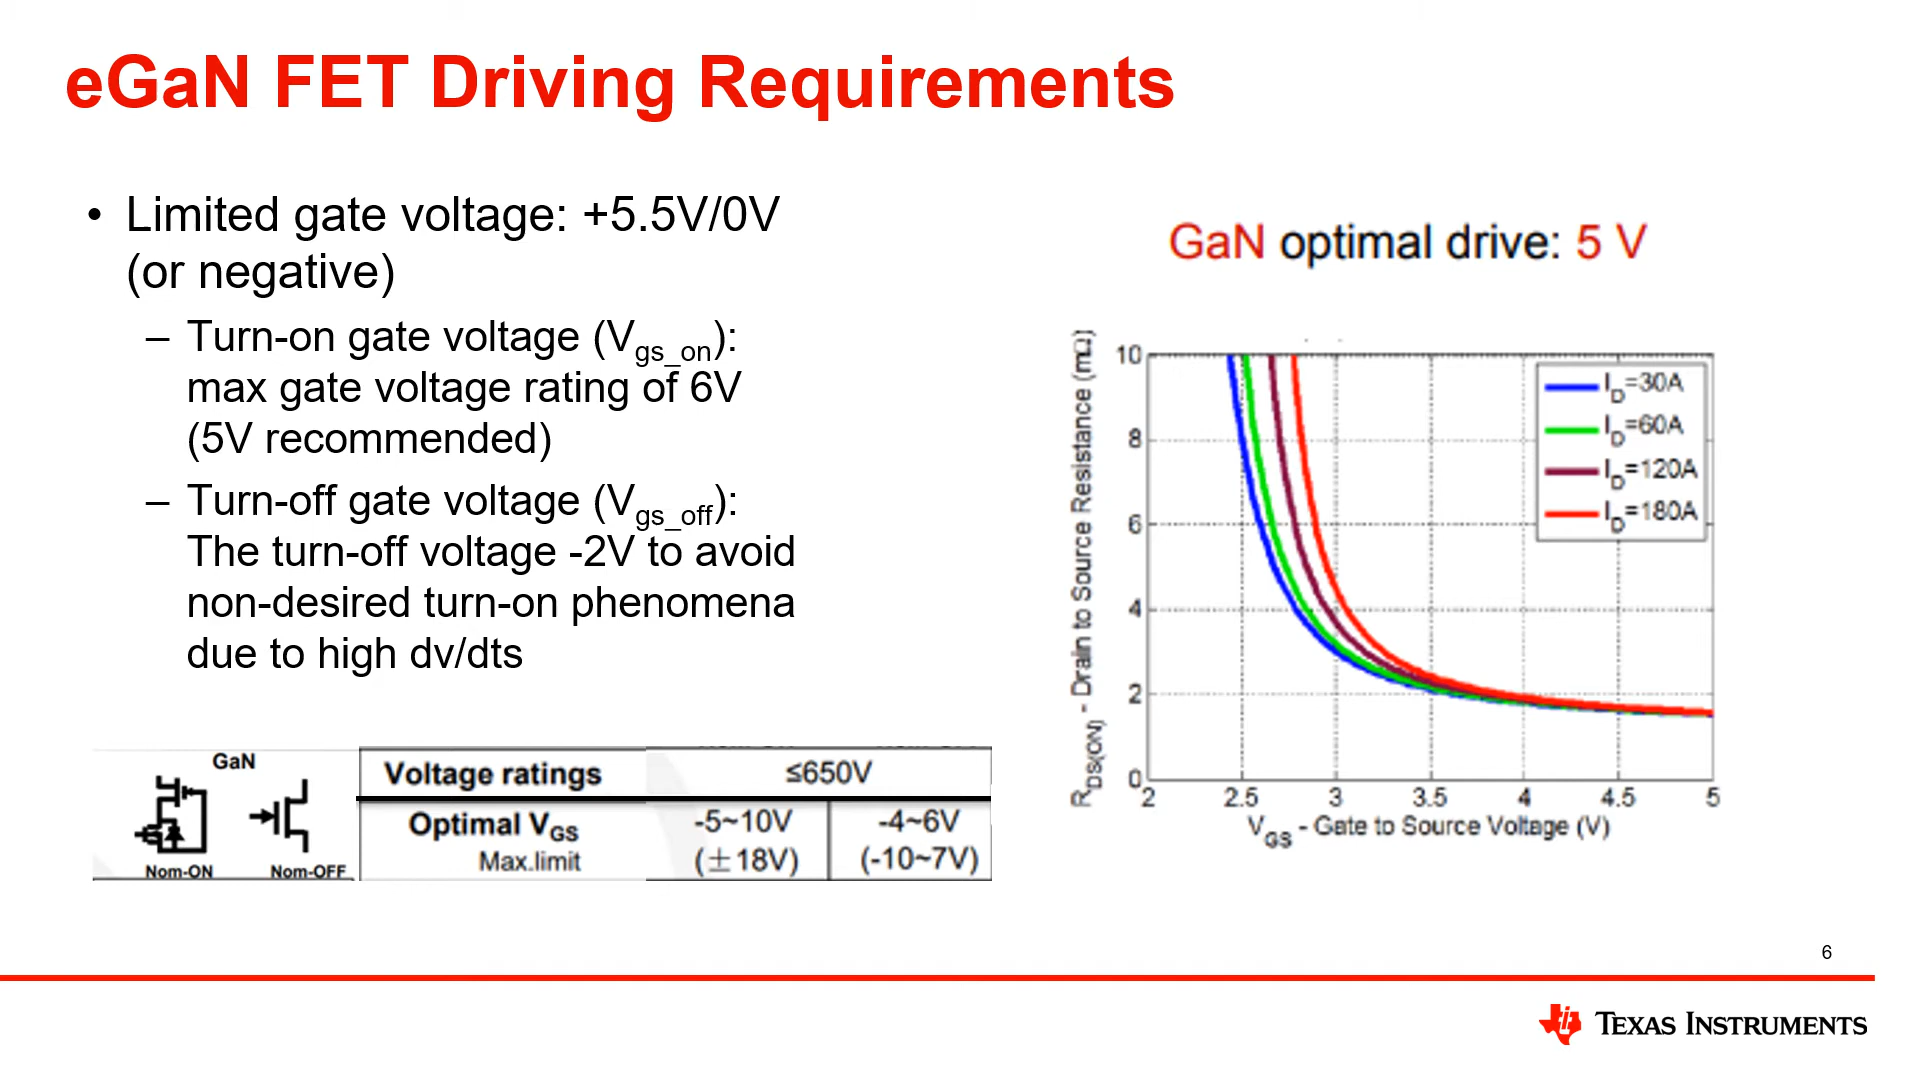 eGaN FET Driving Requirements
• Limited gate voltage: +5.5V/0V
(or negative)
– Turn-on gate voltage (Vgs_on):
max gate voltage rating of 6V
(5V recommended)
– Turn-off gate voltage (Vgs_off):
The turn-off voltage -2V to avoid
non-desired turn-on phenomena
due to high dv/dts
GaN
Nom-ON Nom-OFF
Voltage ratings ≤650V
Optimal VGS -5~10V -4~6V
Max.limit (±18V) (-10~7V)
GaN optimal drive: 5 V
RDS(ON) - Drain to Source Resistance (mΩ)
10
8
6
4
2
0
ID=30A
ID=60A
ID=120A
ID=180A
2 2.5 3 3.5 4 4.5 5
VGS - Gate to Source Voltage (V)
6
TEXAS INSTRUMENTS